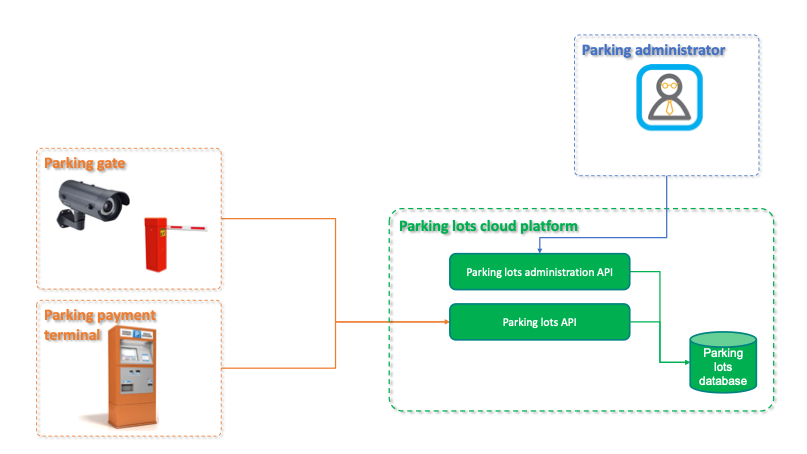 Parking administrator
Parking gate
Parking lots cloud platform
Parking lots administration API
Parking payment
terminal
Parking lots API
Parking
lots
database